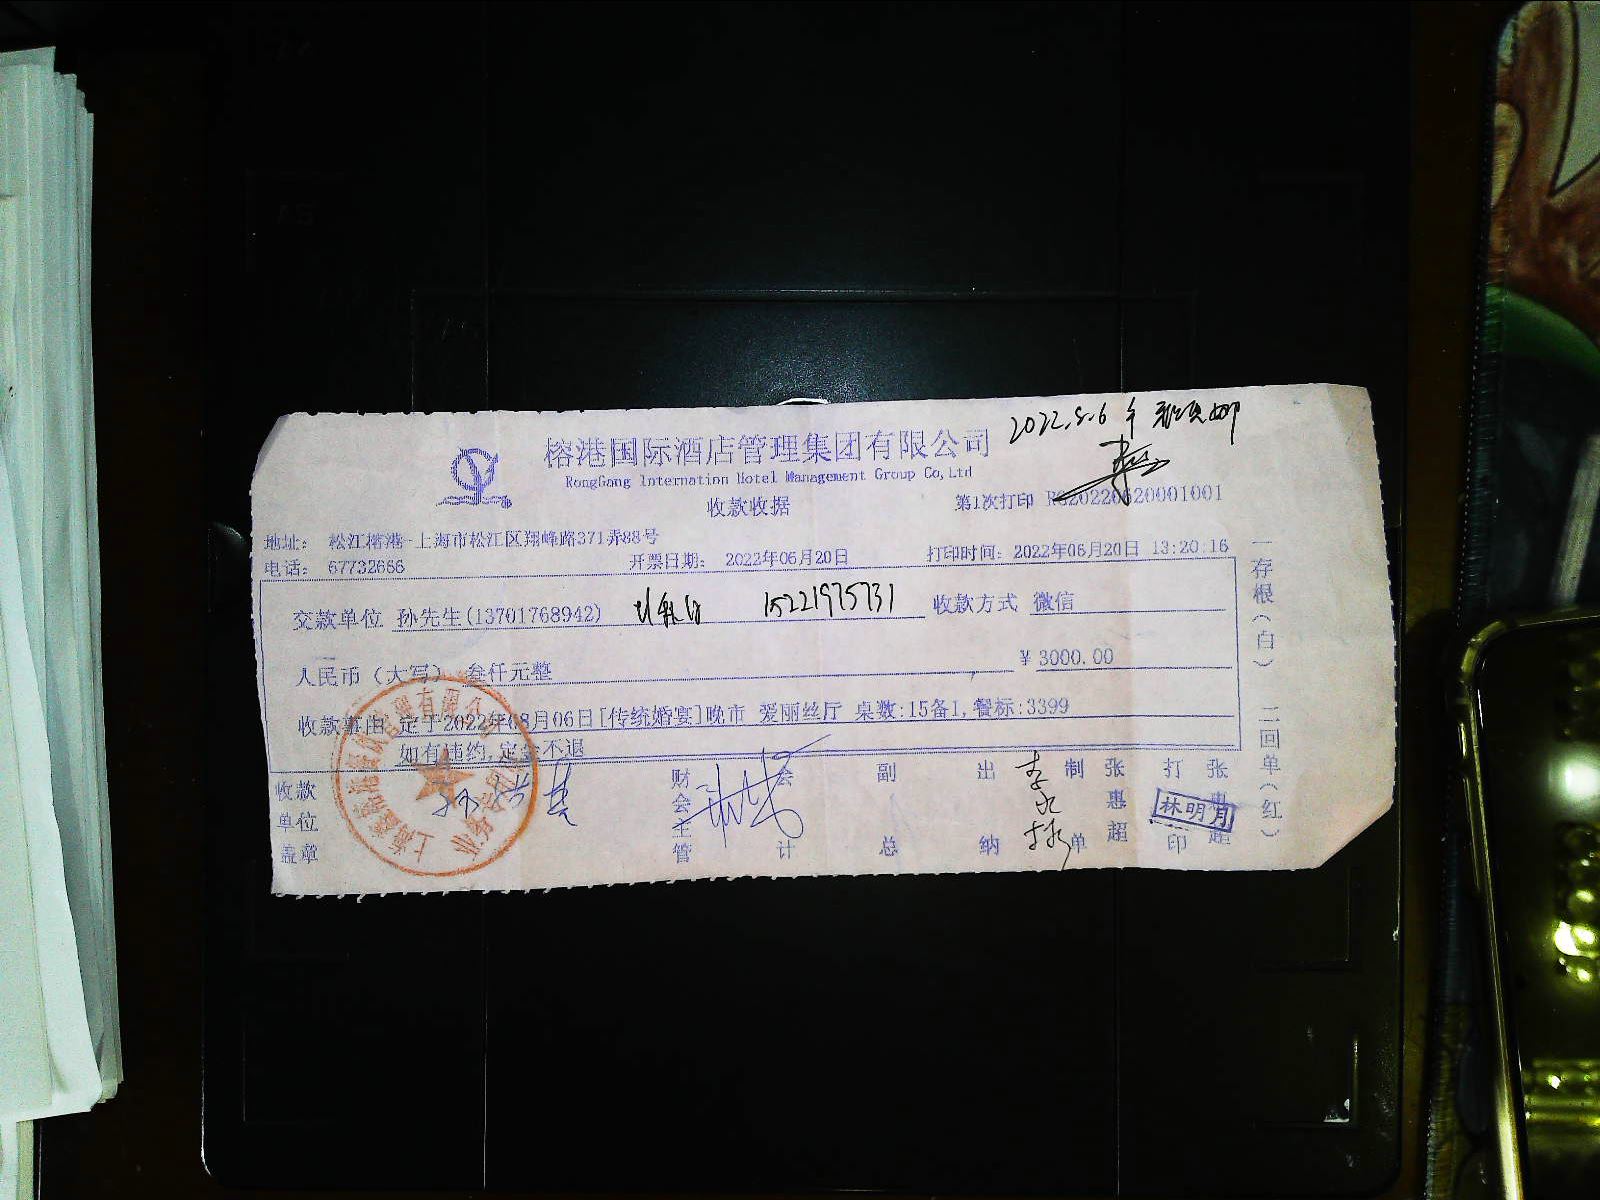 2022.8.6
榕港国际酒店管理集团有限公司
RongGang Internation Hotel Management Group Co,Ltd
收款收据
第1次打印 RG20220620001001
地址： 松江榕港-上海市松江区翔峰路371弄88号
电话： 67732666 开票日期： 2022年06月20日 打印时间：2022年06月20日 13:20:16
交款单位 孙先生(13701768942) 15221975731 收款方式 微信
人民币（大写） 叁仟元整 ¥ 3000.00
收款事由 定于2022年08月06日[传统婚宴]晚市 爱丽丝厅 桌数:15备1,餐标:3399
如有违约,定金不退
收款单位盖章 财会主管 会计 副总 出纳 李 制单 张惠超 打印 张惠超
林明月
一存根（白） 二回单（红）